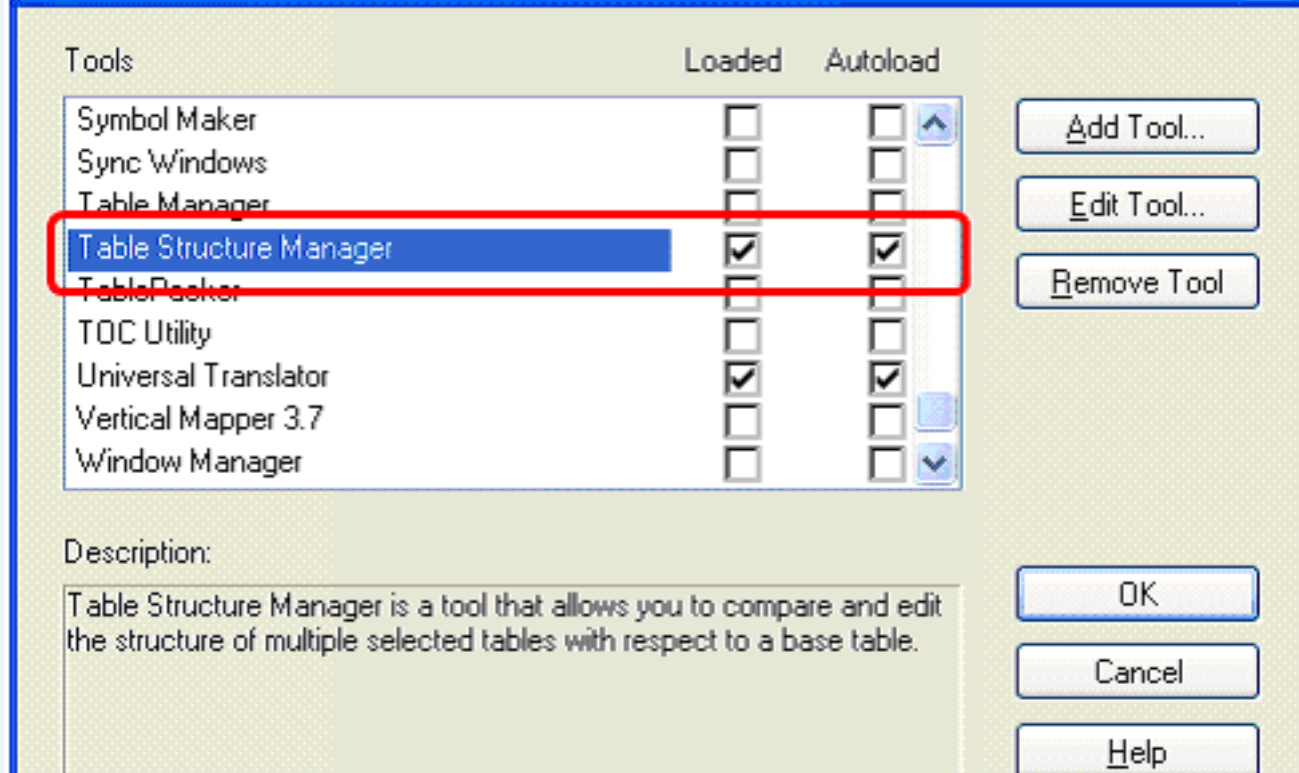 Tools Loaded Autoload
Symbol Maker
Sync Windows
Table Manager
Table Structure Manager
TablePacker
TOC Utility
Universal Translator
Vertical Mapper 3.7
Window Manager
Add Tool...
Edit Tool...
Remove Tool
Description:
Table Structure Manager is a tool that allows you to compare and edit
the structure of multiple selected tables with respect to a base table.
OK
Cancel
Help